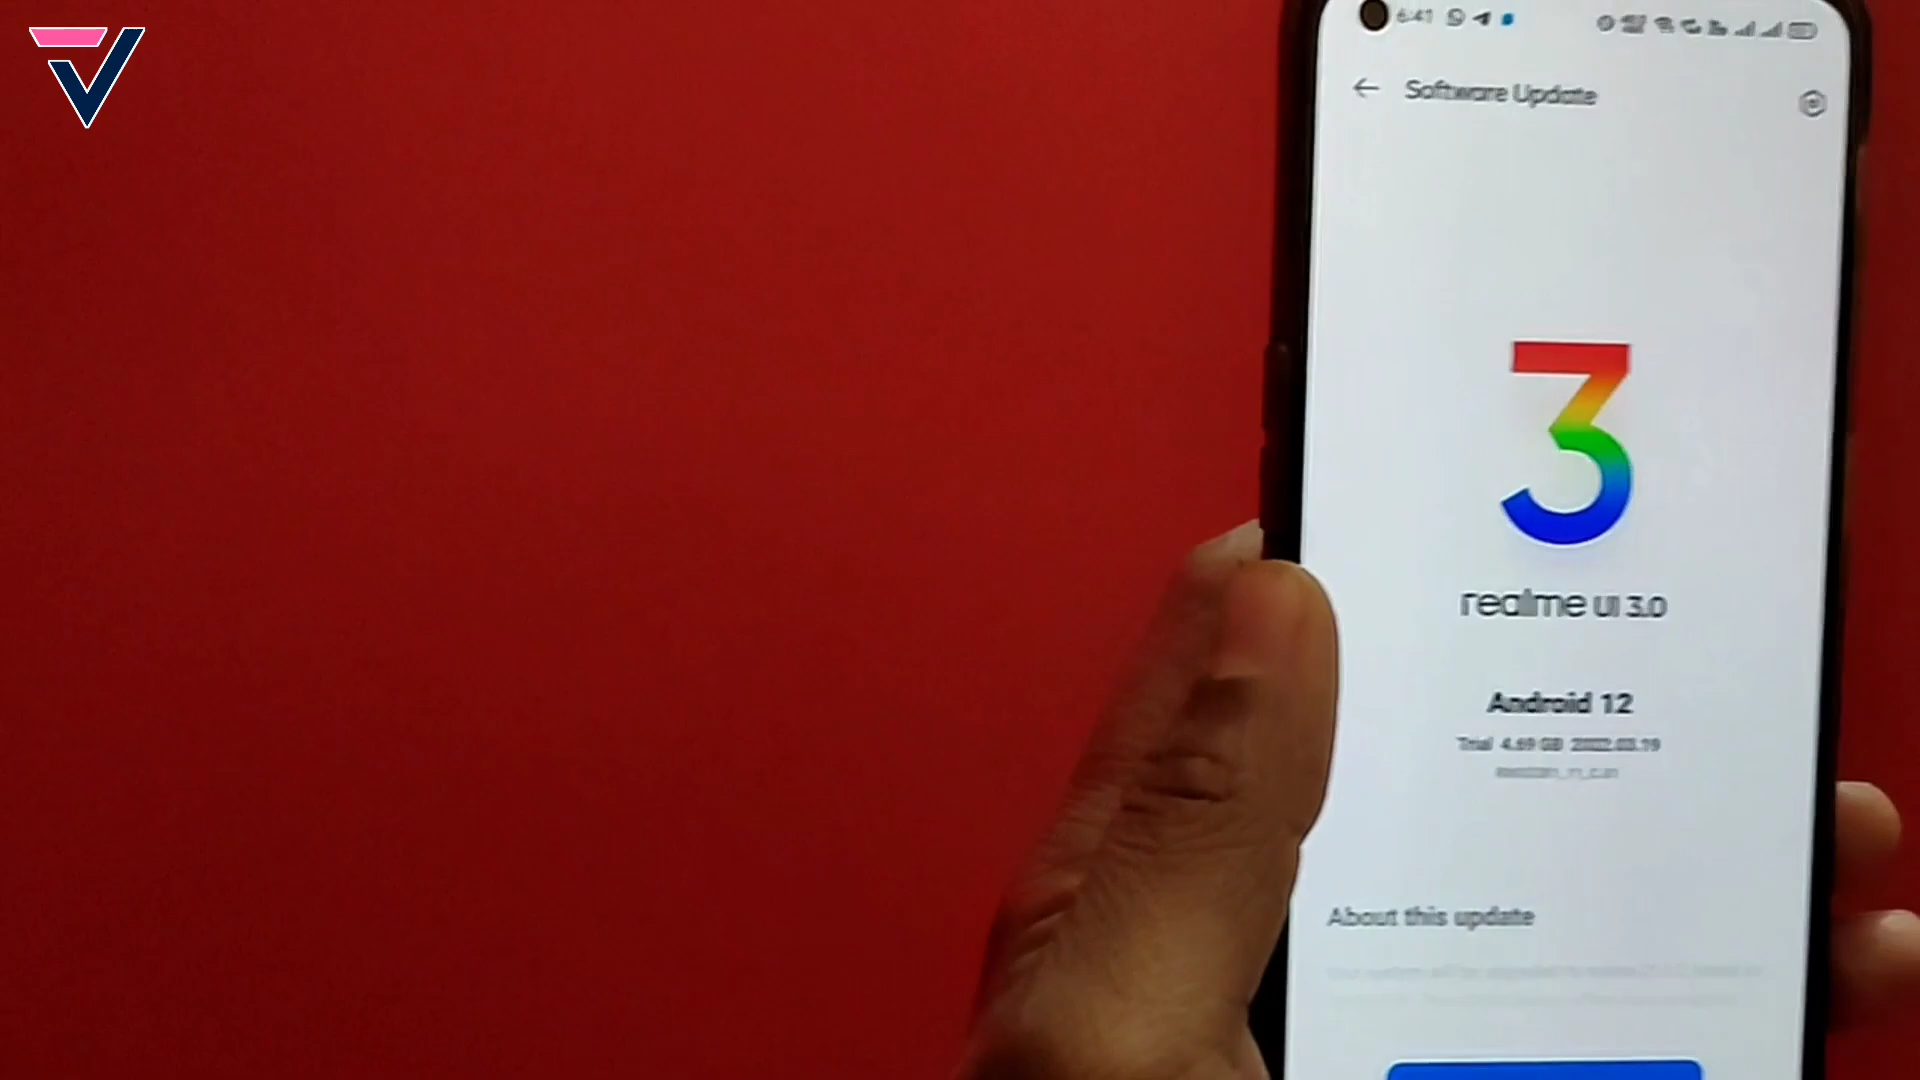 6:41
Software Update
3
realme UI 3.0
Android 12
Trial 4.69 GB 2022.03.19
About this update